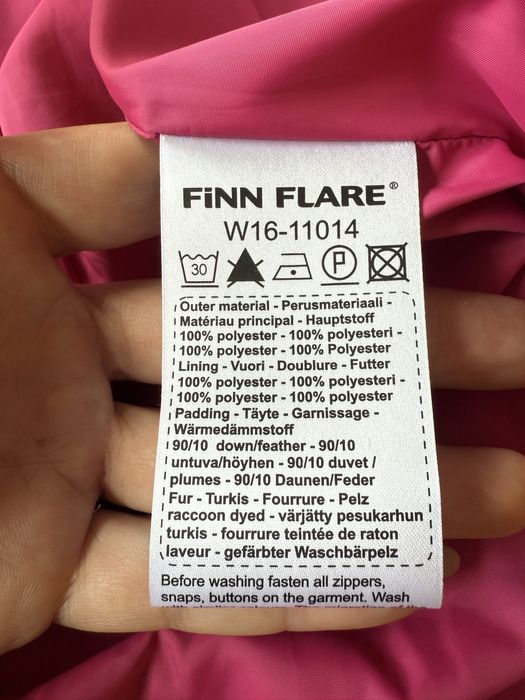 FiNN FLARE®
W16-11014
30
P
Outer material - Perusmateriaali -
Matériau principal - Hauptstoff
100% polyester - 100% polyesteri -
100% polyester - 100% Polyester
Lining - Vuori - Doublure - Futter
100% polyester - 100% polyesteri -
100% polyester - 100% polyester
Padding - Täyte - Garnissage -
Wärmedämmstoff
90/10 down/feather - 90/10
untuva/höyhen - 90/10 duvet /
plumes - 90/10 Daunen/Feder
Fur - Turkis - Fourrure - Pelz
raccoon dyed - värjätty pesukarhun
turkis - fourrure teintée de raton
laveur - gefärbter Waschbärpelz
Before washing fasten all zippers,
snaps, buttons on the garment. Wash